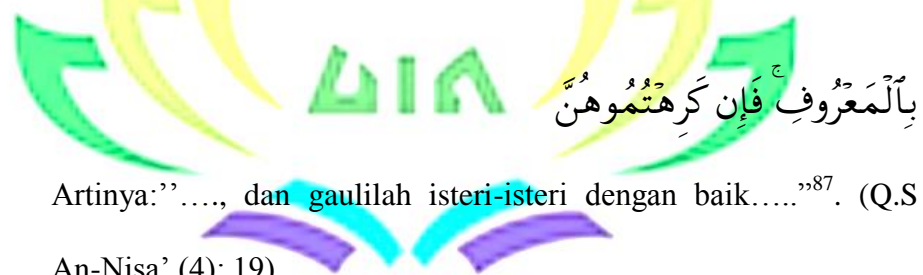 بِٱلۡمَعۡرُوفِۚ فَإِن كَرِهۡتُمُوهُنَّ
Artinya:’’…., dan gaulilah isteri-isteri dengan baik…..”⁸⁷. (Q.S
An-Nisa’ (4): 19)